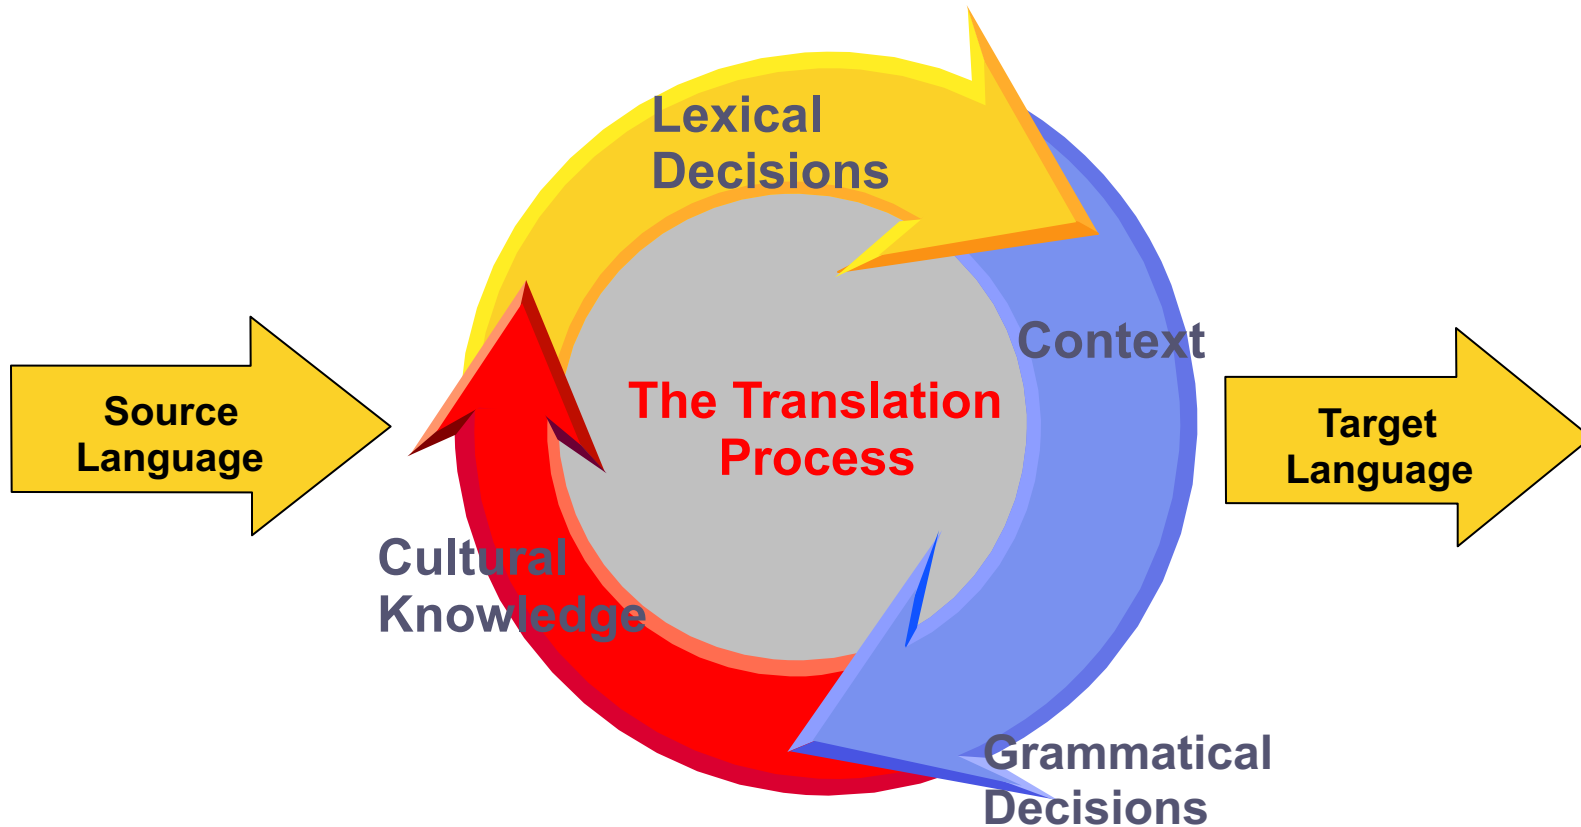 Lexical
Decisions
Context
The Translation
Process
Source
Language
Target
Language
Cultural
Knowledge
Grammatical
Decisions